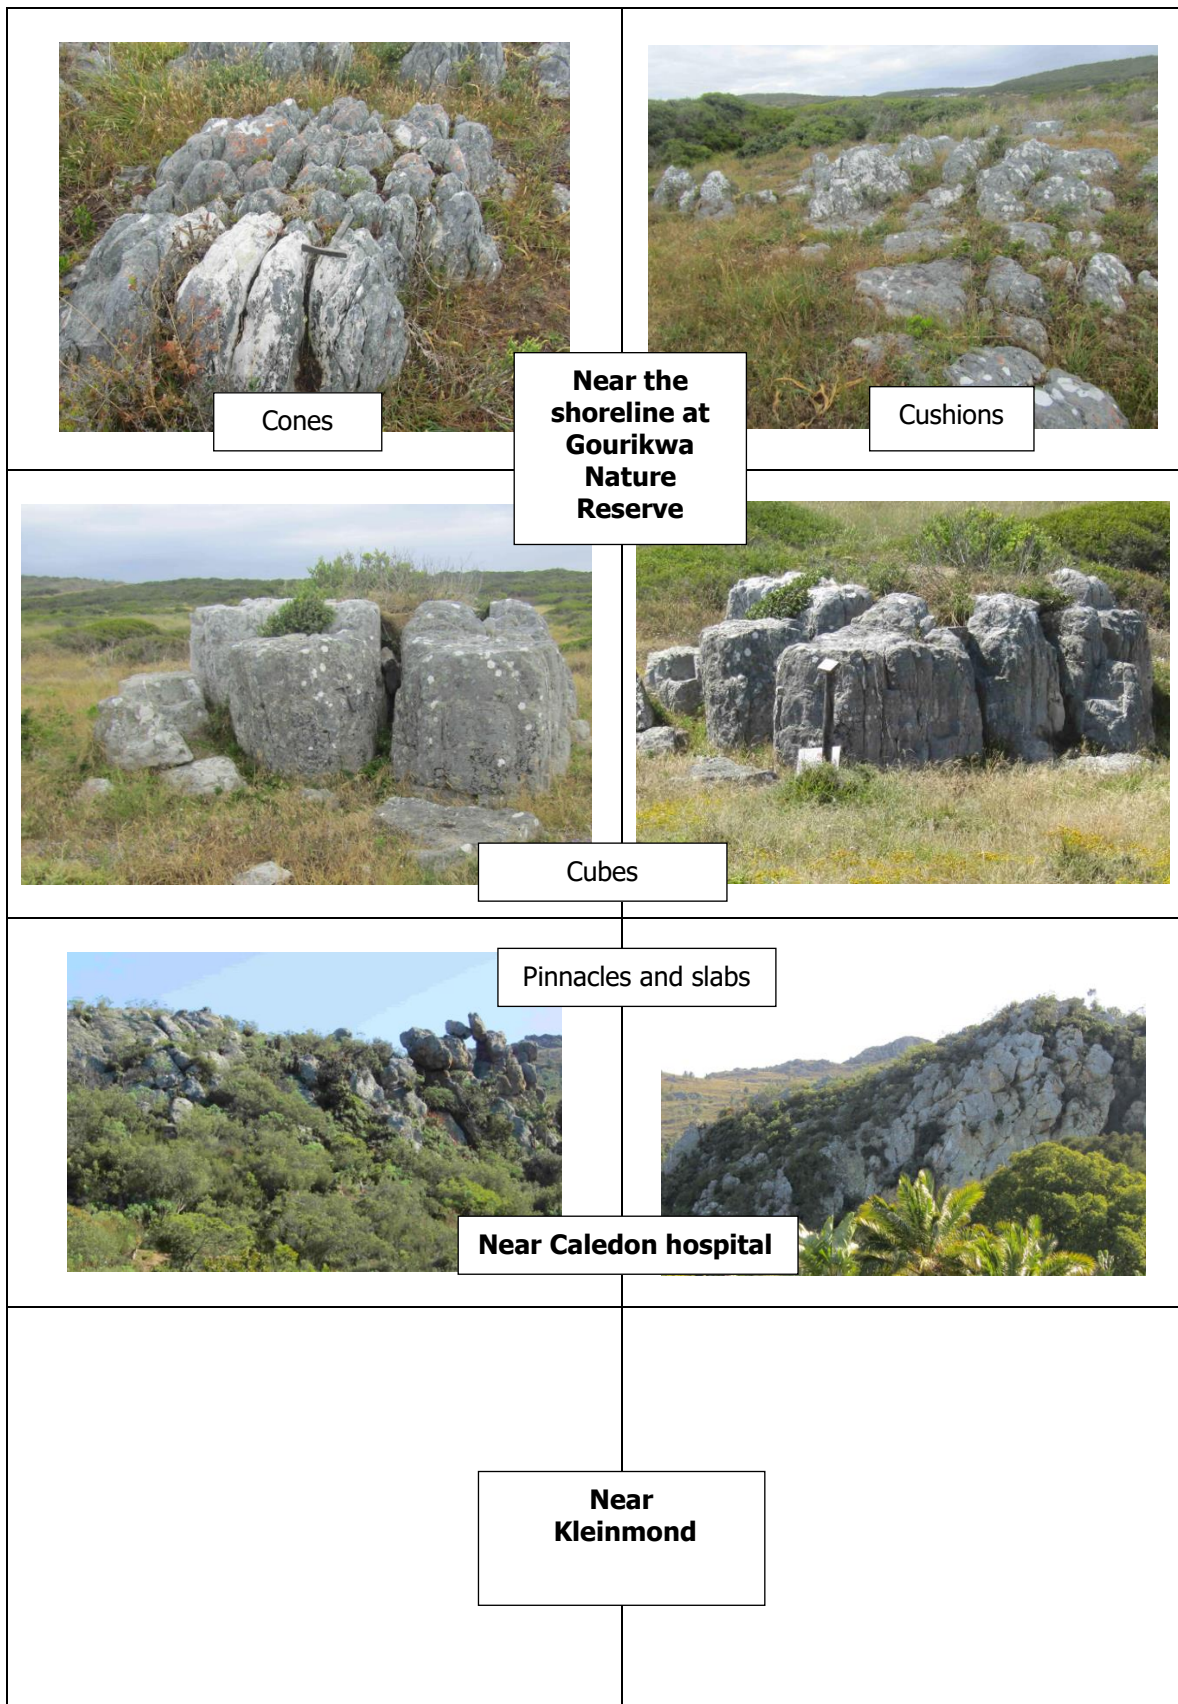 Cones
Near the
shoreline at
Gourikwa
Nature
Reserve
Cushions
Cubes
Pinnacles and slabs
Near Caledon hospital
Near
Kleinmond